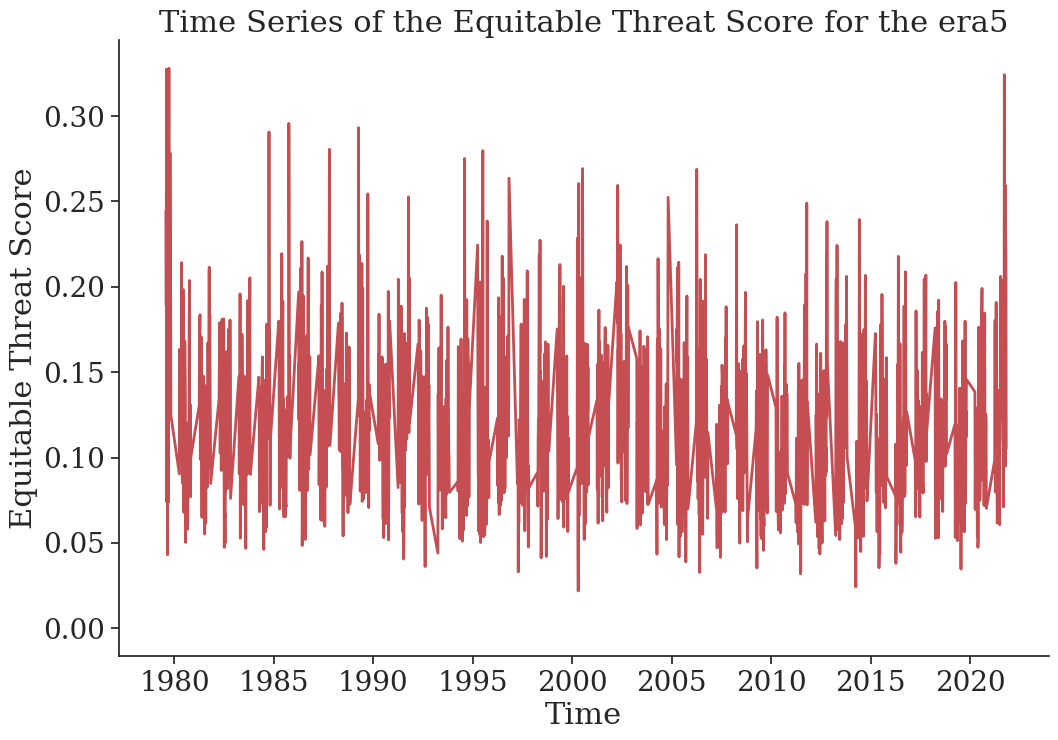 Time Series of the Equitable Threat Score for the era5
Equitable Threat Score
0.30
0.25
0.20
0.15
0.10
0.05
0.00
1980 1985 1990 1995 2000 2005 2010 2015 2020
Time